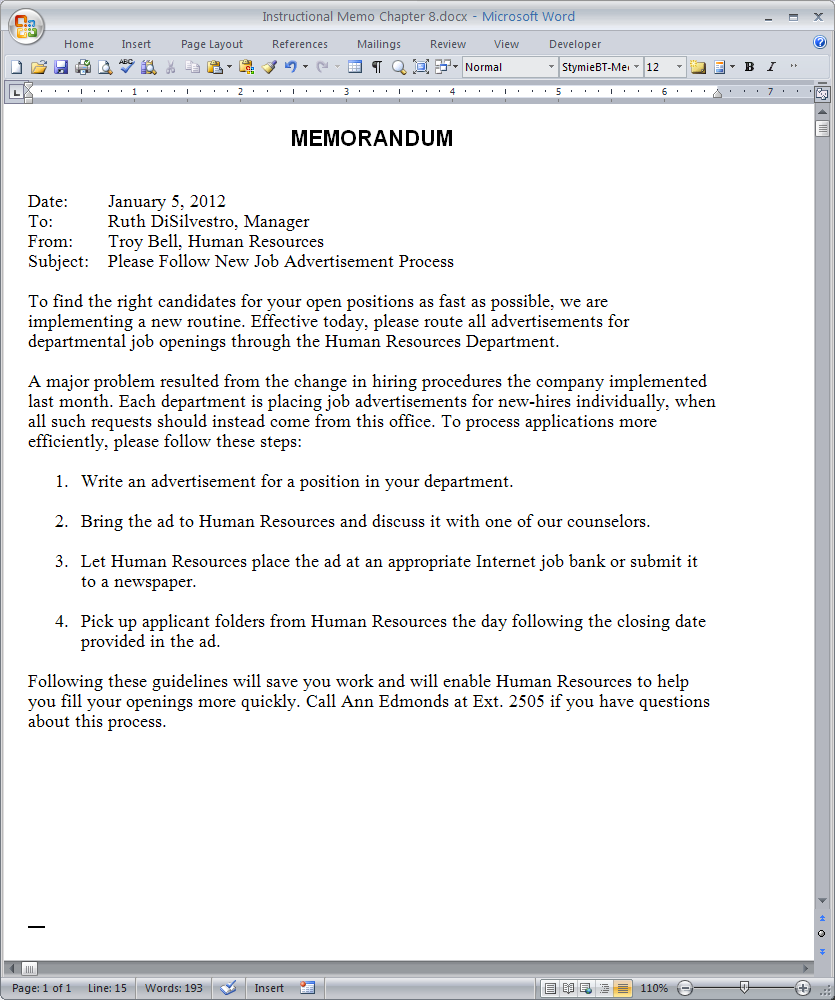 Instructional Memo Chapter 8.docx - Microsoft Word
Home Insert Page Layout References Mailings Review View Developer
Normal StymieBT-Me 12 B I
1 2 3 4 5 6 7
MEMORANDUM
Date: January 5, 2012
To: Ruth DiSilvestro, Manager
From: Troy Bell, Human Resources
Subject: Please Follow New Job Advertisement Process
To find the right candidates for your open positions as fast as possible, we are
implementing a new routine. Effective today, please route all advertisements for
departmental job openings through the Human Resources Department.
A major problem resulted from the change in hiring procedures the company implemented
last month. Each department is placing job advertisements for new-hires individually, when
all such requests should instead come from this office. To process applications more
efficiently, please follow these steps:
1. Write an advertisement for a position in your department.
2. Bring the ad to Human Resources and discuss it with one of our counselors.
3. Let Human Resources place the ad at an appropriate Internet job bank or submit it
to a newspaper.
4. Pick up applicant folders from Human Resources the day following the closing date
provided in the ad.
Following these guidelines will save you work and will enable Human Resources to help
you fill your openings more quickly. Call Ann Edmonds at Ext. 2505 if you have questions
about this process.
Page: 1 of 1 Line: 15 Words: 193 Insert 110%